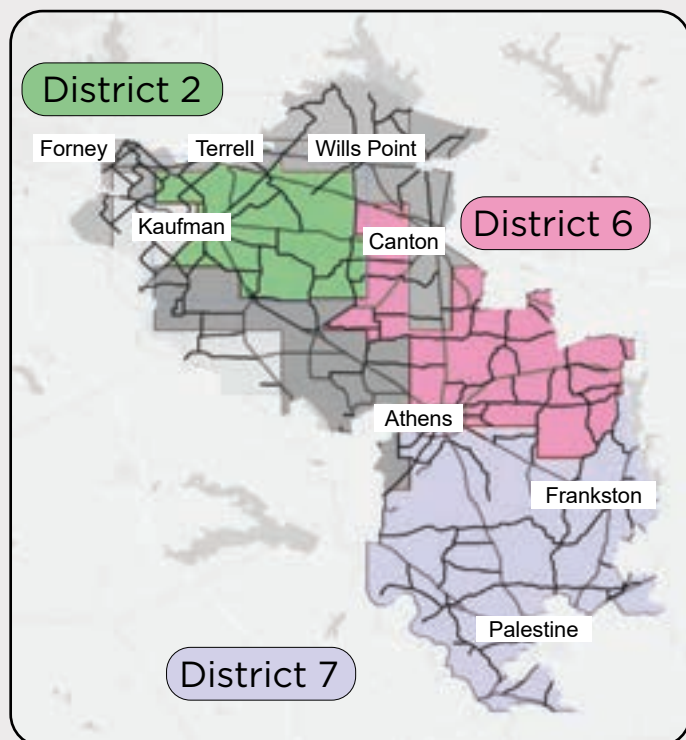 District 2
Forney
Terrell
Wills Point
Kaufman
Canton
District 6
Athens
Frankston
Palestine
District 7